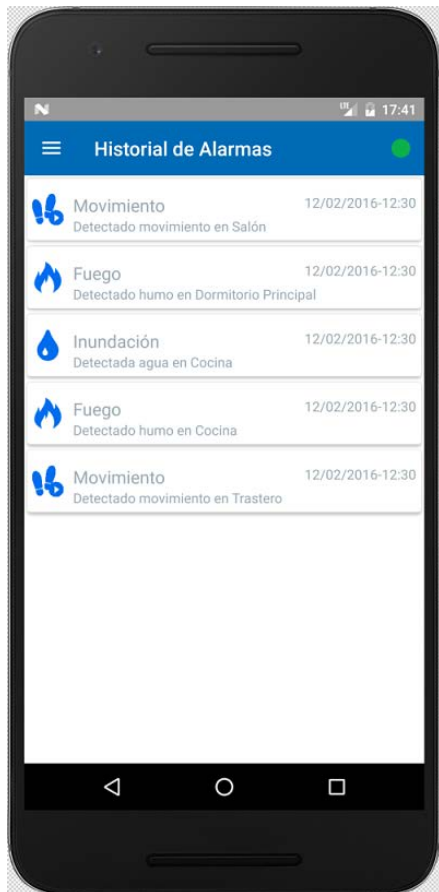 LTE 17:41
Historial de Alarmas
Movimiento 12/02/2016-12:30
Detectado movimiento en Salón
Fuego 12/02/2016-12:30
Detectado humo en Dormitorio Principal
Inundación 12/02/2016-12:30
Detectada agua en Cocina
Fuego 12/02/2016-12:30
Detectado humo en Cocina
Movimiento 12/02/2016-12:30
Detectado movimiento en Trastero